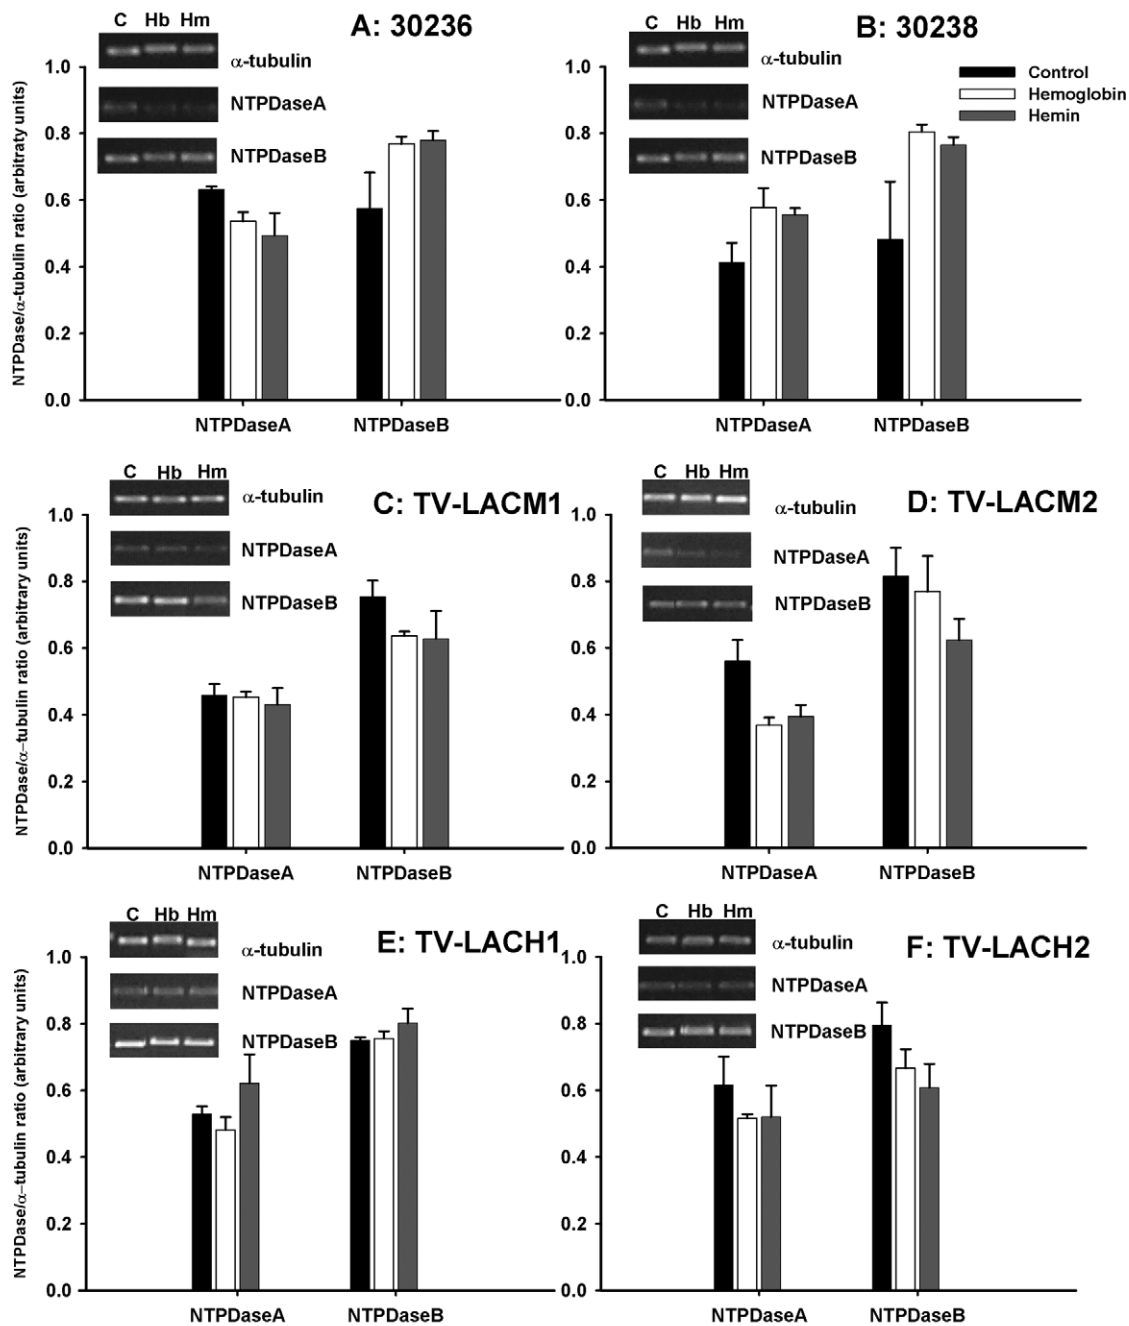 C Hb Hm
A: 30236
α-tubulin
NTPDaseA
NTPDaseB
NTPDase/α-tubulin ratio (arbitraty units)
1.0
0.8
0.6
0.4
0.2
0.0
NTPDaseA NTPDaseB
C Hb Hm
B: 30238
α-tubulin
NTPDaseA
NTPDaseB
Control
Hemoglobin
Hemin
1.0
0.8
0.6
0.4
0.2
0.0
NTPDaseA NTPDaseB
C Hb Hm
α-tubulin
C: TV-LACM1
NTPDaseA
NTPDaseB
NTPDase/α-tubulin ratio (arbitrary units)
1.0
0.8
0.6
0.4
0.2
0.0
NTPDaseA NTPDaseB
C Hb Hm
D: TV-LACM2
α-tubulin
NTPDaseA
NTPDaseB
1.0
0.8
0.6
0.4
0.2
0.0
NTPDaseA NTPDaseB
C Hb Hm
E: TV-LACH1
α-tubulin
NTPDaseA
NTPDaseB
NTPDase/α-tubulin ratio (arbitrary units)
1.0
0.8
0.6
0.4
0.2
0.0
NTPDaseA NTPDaseB
C Hb Hm
α-tubulin
F: TV-LACH2
NTPDaseA
NTPDaseB
1.0
0.8
0.6
0.4
0.2
0.0
NTPDaseA NTPDaseB